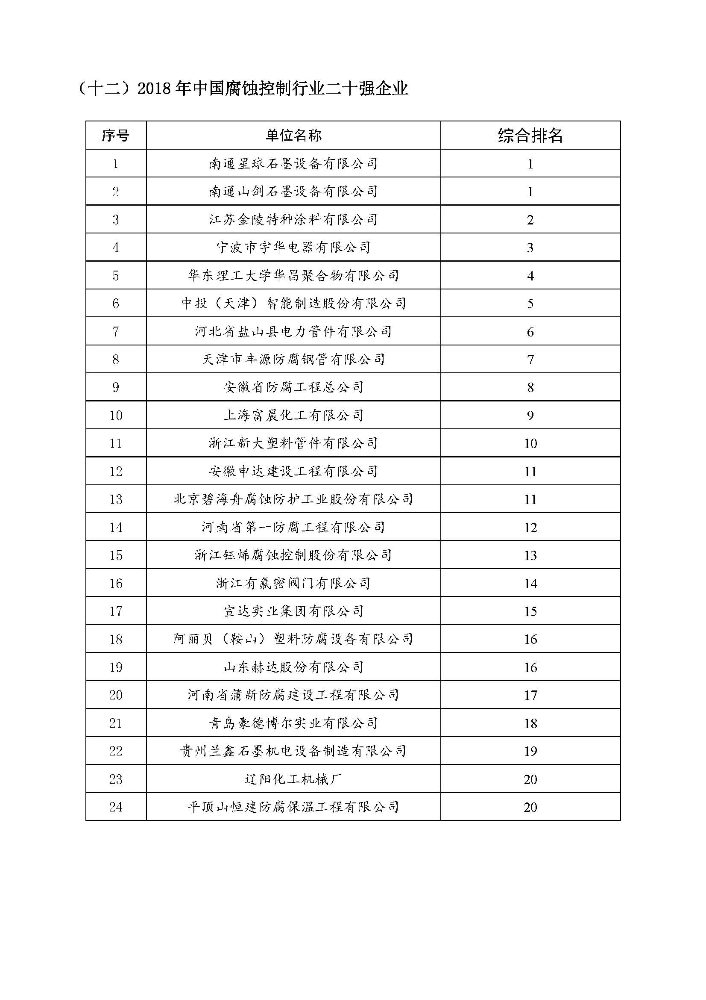 （十二）2018 年中国腐蚀控制行业二十强企业
序号 单位名称 综合排名
1 南通星球石墨设备有限公司 1
2 南通山剑石墨设备有限公司 1
3 江苏金陵特种涂料有限公司 2
4 宁波市宇华电器有限公司 3
5 华东理工大学华昌聚合物有限公司 4
6 中投（天津）智能制造股份有限公司 5
7 河北省盐山县电力管件有限公司 6
8 天津市丰源防腐钢管有限公司 7
9 安徽省防腐工程总公司 8
10 上海富晨化工有限公司 9
11 浙江新大塑料管件有限公司 10
12 安徽申达建设工程有限公司 11
13 北京碧海舟腐蚀防护工业股份有限公司 11
14 河南省第一防腐工程有限公司 12
15 浙江钰烯腐蚀控制股份有限公司 13
16 浙江有氟密阀门有限公司 14
17 宣达实业集团有限公司 15
18 阿丽贝（鞍山）塑料防腐设备有限公司 16
19 山东赫达股份有限公司 16
20 河南省蒲新防腐建设工程有限公司 17
21 青岛豪德博尔实业有限公司 18
22 贵州兰鑫石墨机电设备制造有限公司 19
23 辽阳化工机械厂 20
24 平顶山恒建防腐保温工程有限公司 20